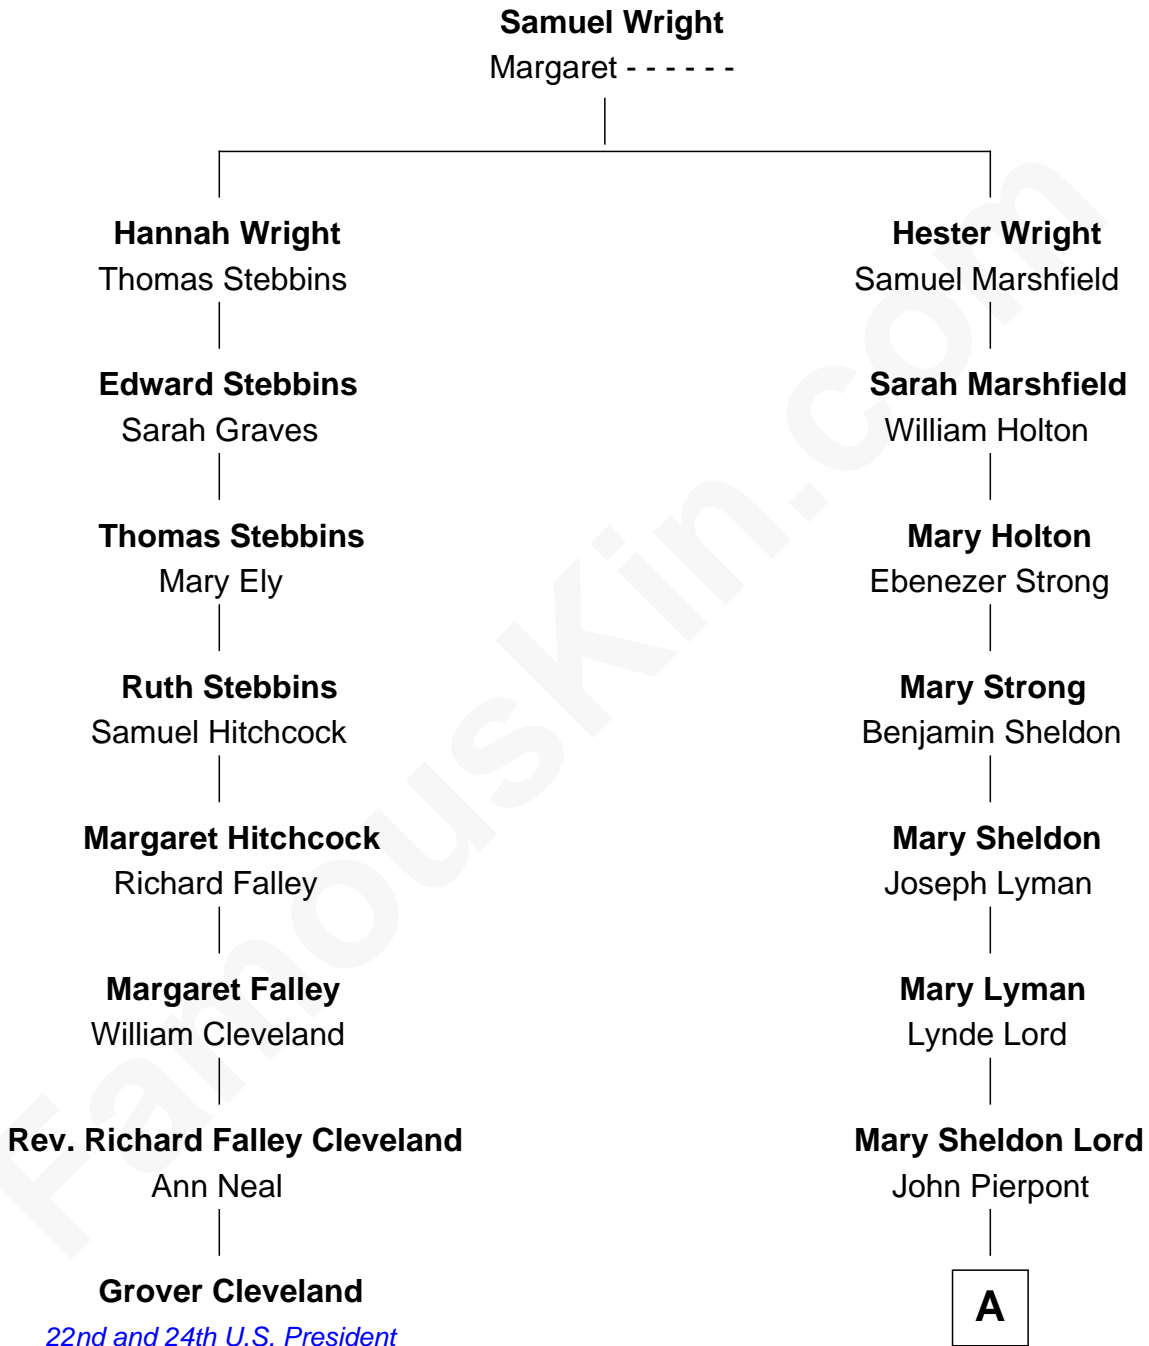 Samuel Wright
Margaret - - - - - -
Hannah Wright
Thomas Stebbins
Edward Stebbins
Sarah Graves
Thomas Stebbins
Mary Ely
Ruth Stebbins
Samuel Hitchcock
Margaret Hitchcock
Richard Falley
Margaret Falley
William Cleveland
Rev. Richard Falley Cleveland
Ann Neal
Grover Cleveland
22nd and 24th U.S. President
Hester Wright
Samuel Marshfield
Sarah Marshfield
William Holton
Mary Holton
Ebenezer Strong
Mary Strong
Benjamin Sheldon
Mary Sheldon
Joseph Lyman
Mary Lyman
Lynde Lord
Mary Sheldon Lord
John Pierpont
A
FamousKin.com